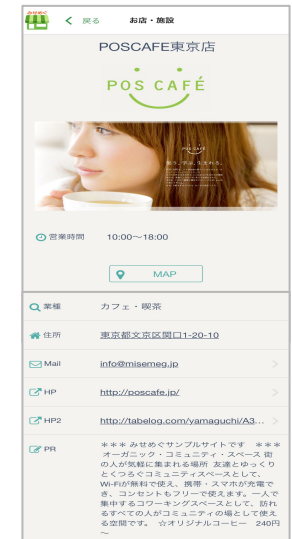 みせめぐ
戻る お店・施設
POSCAFE東京店
POS CAFÉ
POS CAFÉ
営業時間 10:00～18:00
MAP
業種 カフェ・喫茶
住所 東京都文京区関口1-20-10
Mail info@misemeg.jp
HP http://poscafe.jp/
HP2 http://tabelog.com/yamaguchi/A3...
PR ＊＊＊ みせめぐサンプルサイトです ＊＊＊
オーガニック・コミュニティ・スペース 街
の人が気軽に集まれる場所 友達とゆっくり
とくつろぐコミュニティスペースとして、
Wi-Fiが無料で使え、携帯・スマホが充電で
き、コンセントもフリーで使えます。一人で
集中するコワーキングスペースとして、訪れ
るすべての人がコミュニティの場として使え
る空間です。 ☆オリジナルコーヒー 240円
～